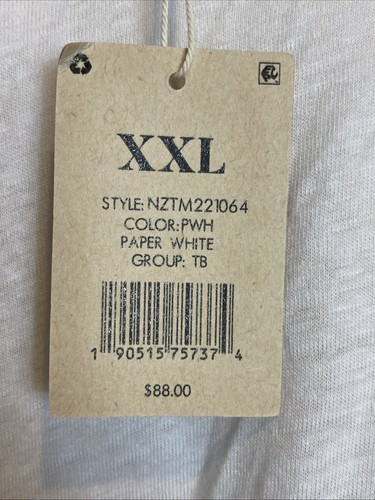 XXL
STYLE: NZTM221064
COLOR:PWH
PAPER WHITE
GROUP: TB
1 90515 75737 4
$88.00